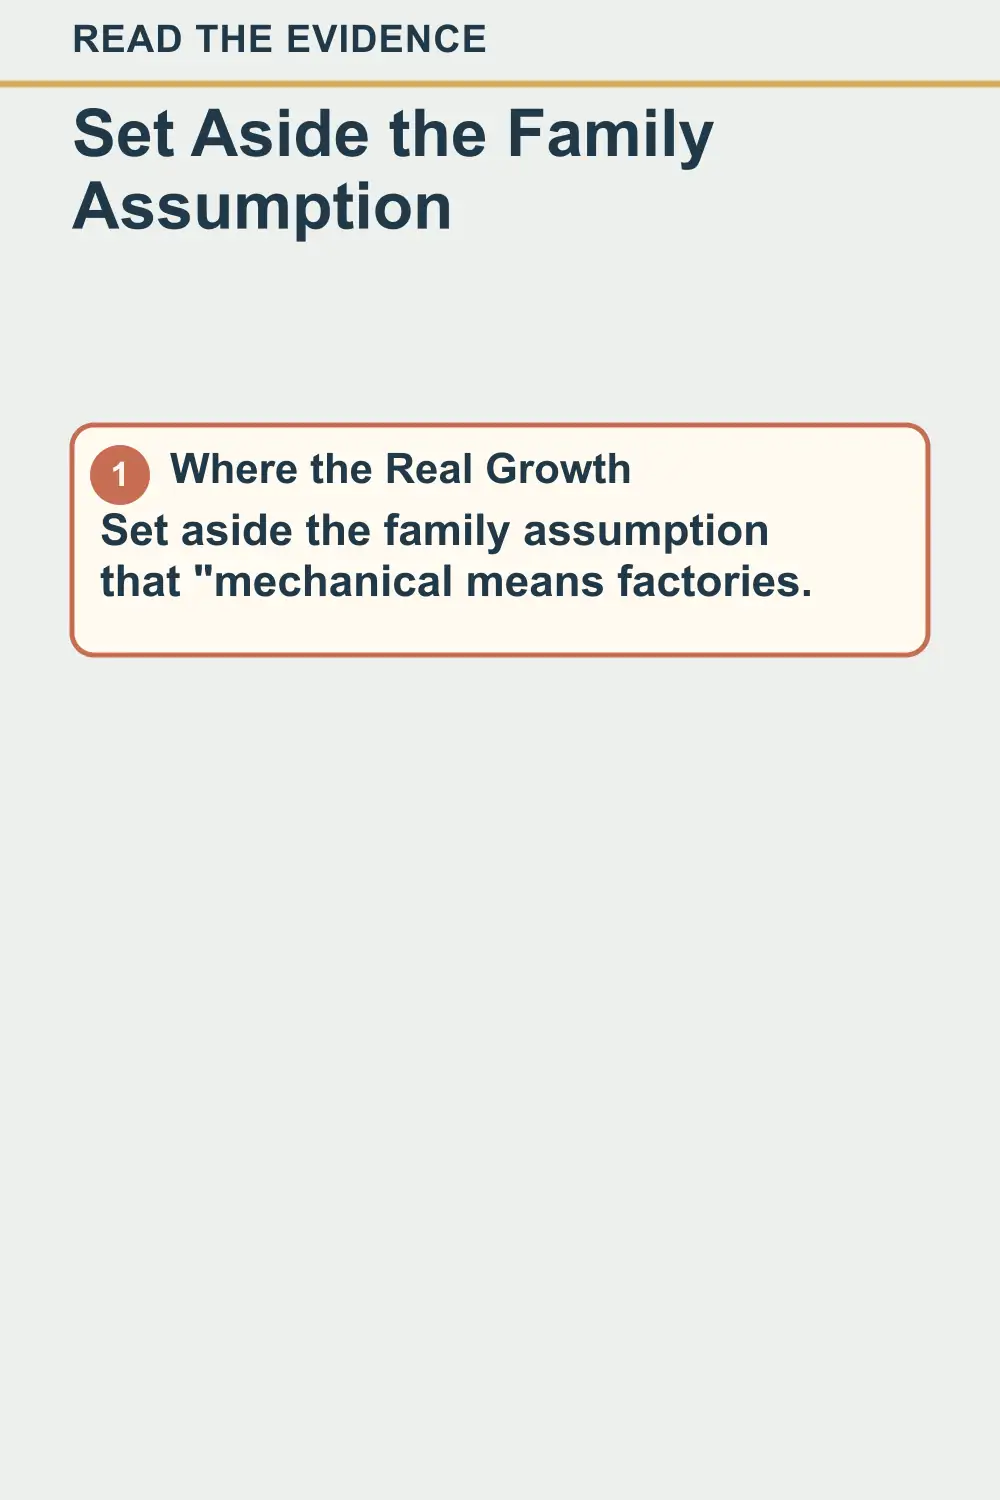 READ THE EVIDENCE
Set Aside the Family
Assumption
1 Where the Real Growth
Set aside the family assumption
that "mechanical means factories.